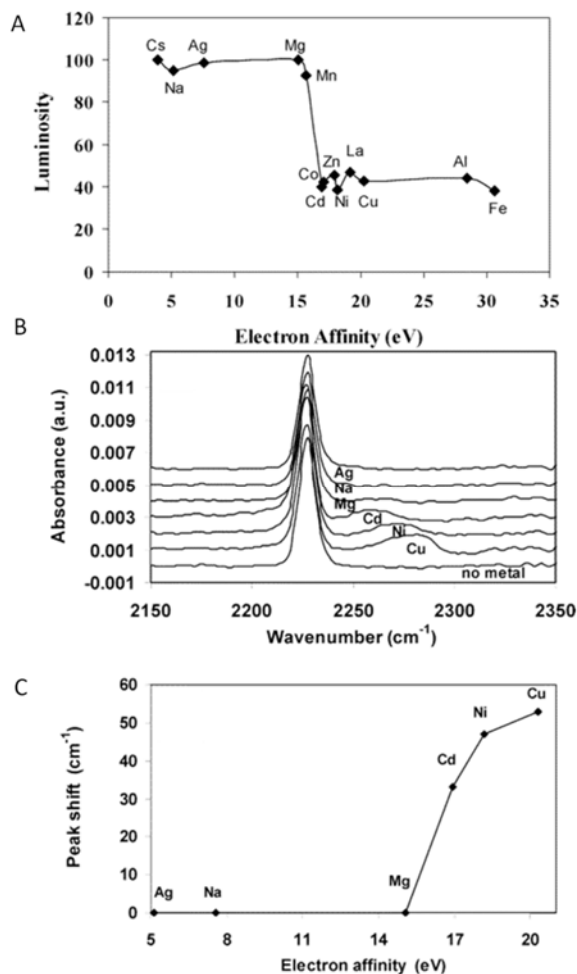 A
Luminosity
120
100
80
60
40
20
0
Cs
Na
Ag
Mg
Mn
Co
Cd
Zn
Ni
La
Cu
Al
Fe
0 5 10 15 20 25 30 35
Electron Affinity (eV)
B
Absorbance (a.u.)
0.013
0.011
0.009
0.007
0.005
0.003
0.001
-0.001
Ag
Na
Mg
Cd
Ni
Cu
no metal
2150 2200 2250 2300 2350
Wavenumber (cm-1)
C
Peak shift (cm-1)
60
50
40
30
20
10
0
Ag
Na
Mg
Cd
Ni
Cu
5 8 11 14 17 20
Electron affinity (eV)